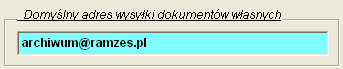 Domyślny adres wysyłki dokumentów własnych
archiwum@ramzes.pl